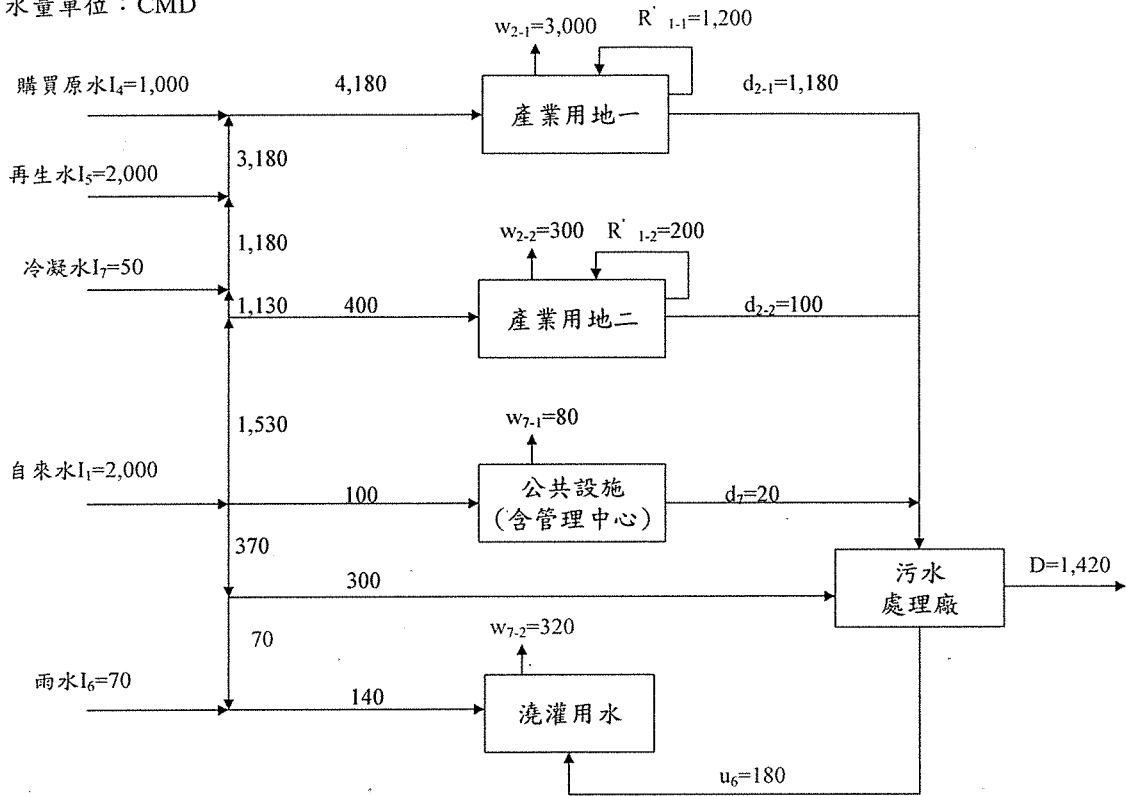 水量單位：CMD
w2-1=3,000
R' 1-1=1,200
購買原水I4=1,000
4,180
產業用地一
d2-1=1,180
3,180
再生水I5=2,000
1,180
w2-2=300
R' 1-2=200
冷凝水I7=50
1,130
400
產業用地二
d2-2=100
1,530
w7-1=80
自來水I1=2,000
100
公共設施
(含管理中心)
d7=20
370
300
污水
處理廠
D=1,420
70
w7-2=320
雨水I6=70
140
澆灌用水
u6=180